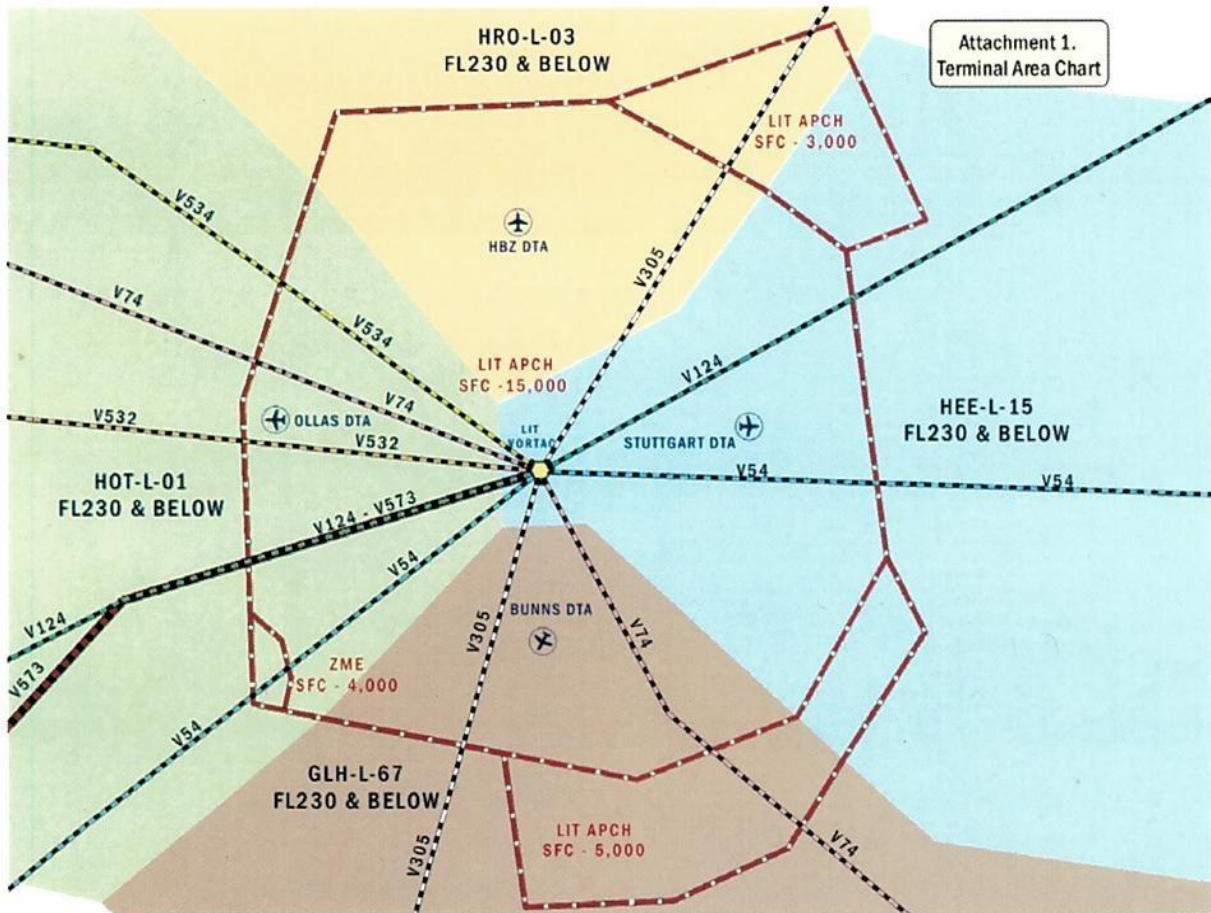 HRO-L-03
FL230 & BELOW
Attachment 1.
Terminal Area Chart
LIT APCH
SFC - 3,000
V534
HBZ DTA
V305
V74
V534
V124
LIT APCH
SFC -15,000
V74
V532
OLLAS DTA
V532
LIT
VORTAC
STUTTGART DTA
HEE-L-15
FL230 & BELOW
HOT-L-01
FL230 & BELOW
V54
V54
V124 - V573
V54
BUNNS DTA
V124
V573
V305
V74
ZME
SFC - 4,000
V54
GLH-L-67
FL230 & BELOW
LIT APCH
SFC - 5,000
V305
V74